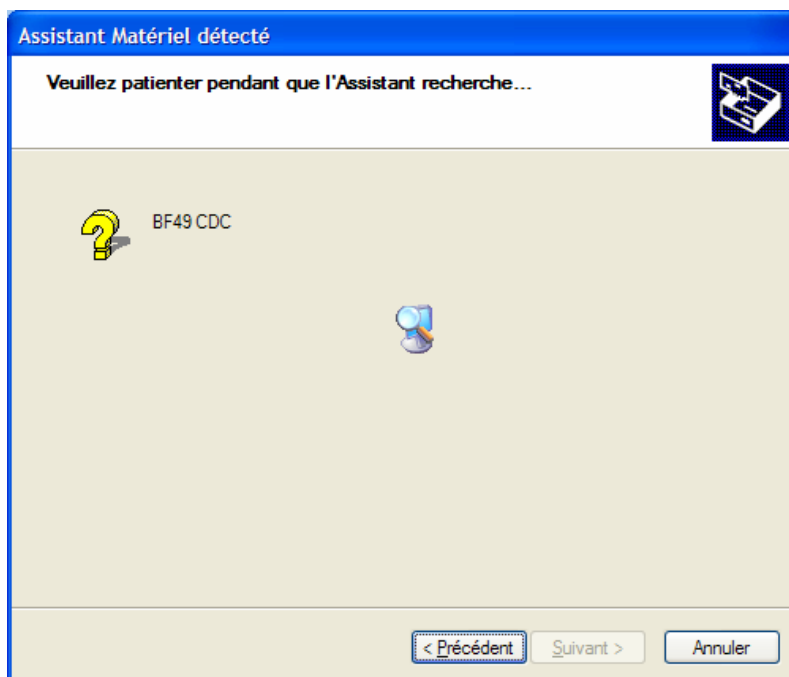 Assistant Matériel détecté
Veuillez patienter pendant que l'Assistant recherche...
BF49 CDC
< Précédent
Suivant >
Annuler